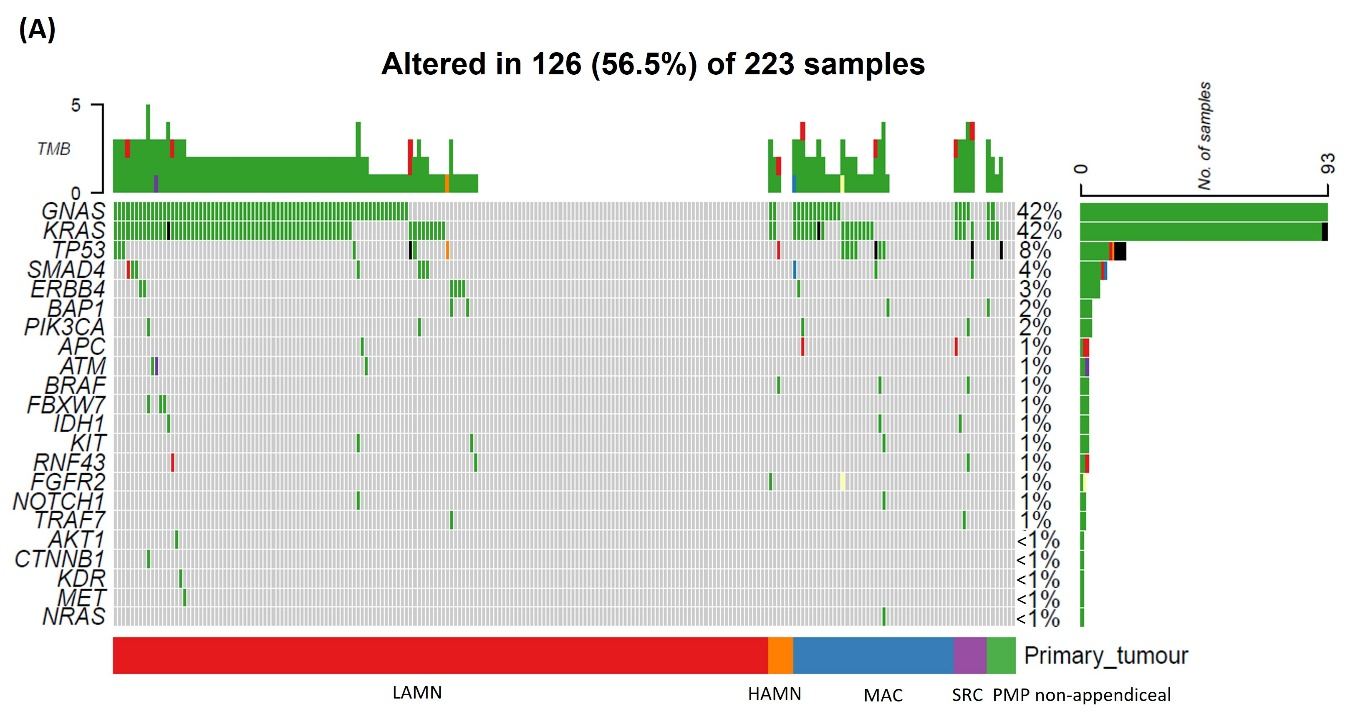 (A)
Altered in 126 (56.5%) of 223 samples
5
TMB
0
No. of samples
0
93
GNAS 42%
KRAS 42%
TP53 8%
SMAD4 4%
ERBB4 3%
BAP1 2%
PIK3CA 2%
APC 1%
ATM 1%
BRAF 1%
FBXW7 1%
IDH1 1%
KIT 1%
RNF43 1%
FGFR2 1%
NOTCH1 1%
TRAF7 1%
AKT1 <1%
CTNNB1 <1%
KDR <1%
MET <1%
NRAS <1%
Primary_tumour
LAMN HAMN MAC SRC PMP non-appendiceal